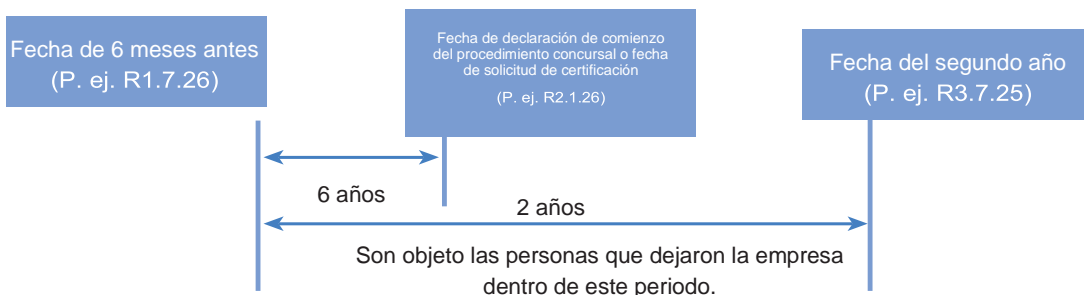 Fecha de 6 meses antes
(P. ej. R1.7.26)
Fecha de declaración de comienzo
del procedimiento concursal o fecha
de solicitud de certificación
(P. ej. R2.1.26)
Fecha del segundo año
(P. ej. R3.7.25)
6 años
2 años
Son objeto las personas que dejaron la empresa
dentro de este periodo.